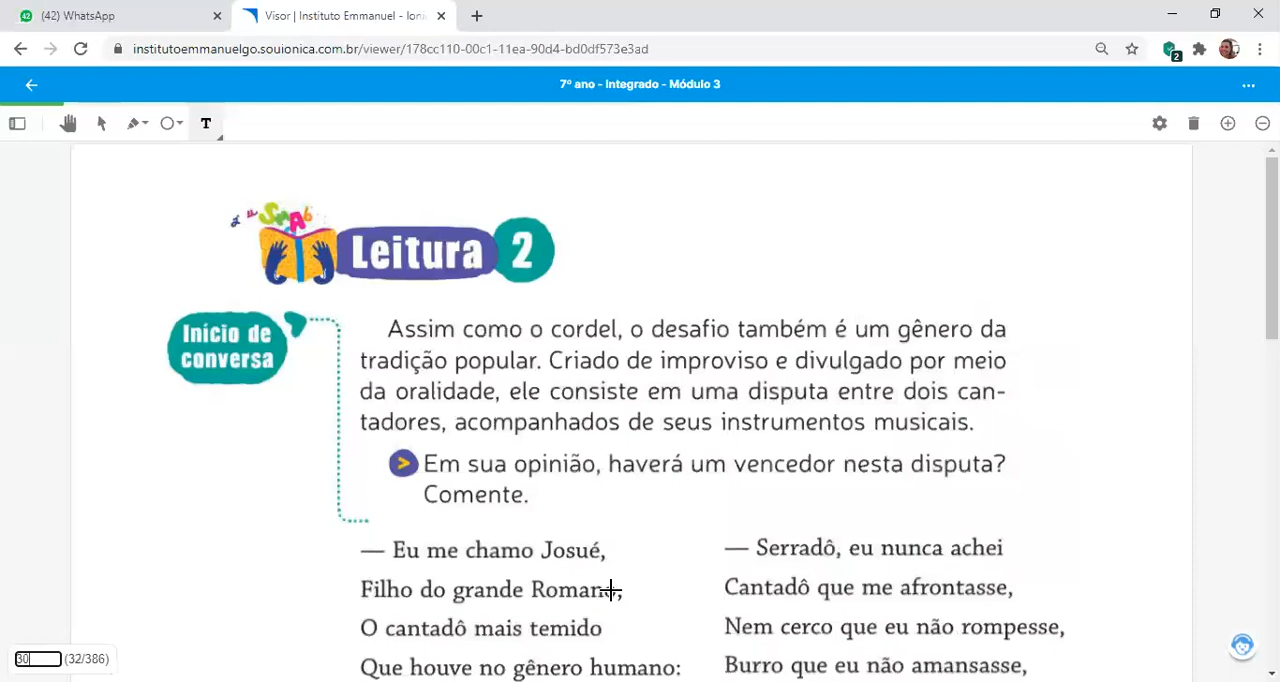 (42) WhatsApp
Visor | Instituto Emmanuel - Ioni
institutoemmanuelgo.souionica.com.br/viewer/178cc110-00c1-11ea-90d4-bd0df573e3ad
2
7º ano - Integrado - Módulo 3
T
Leitura 2
Início de
conversa
Assim como o cordel, o desafio também é um gênero da
tradição popular. Criado de improviso e divulgado por meio
da oralidade, ele consiste em uma disputa entre dois can-
tadores, acompanhados de seus instrumentos musicais.
Em sua opinião, haverá um vencedor nesta disputa?
Comente.
— Eu me chamo Josué,
Filho do grande Romano,
O cantadô mais temido
Que houve no gênero humano:
— Serradô, eu nunca achei
Cantadô que me afrontasse,
Nem cerco que eu não rompesse,
Burro que eu não amansasse,
30 (32/386)